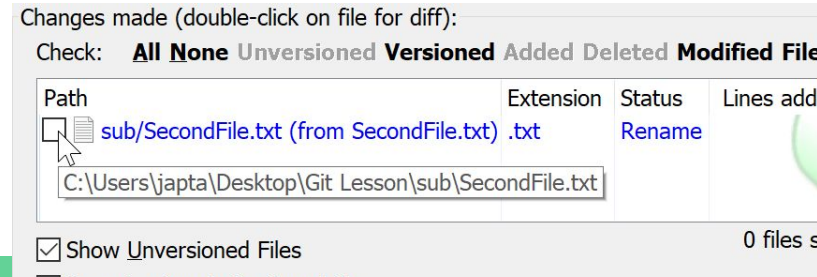 Changes made (double-click on file for diff):
Check: All None Unversioned Versioned Added Deleted Modified File
Path Extension Status Lines add
sub/SecondFile.txt (from SecondFile.txt) .txt Rename
C:\Users\japta\Desktop\Git Lesson\sub\SecondFile.txt
0 files s
Show Unversioned Files